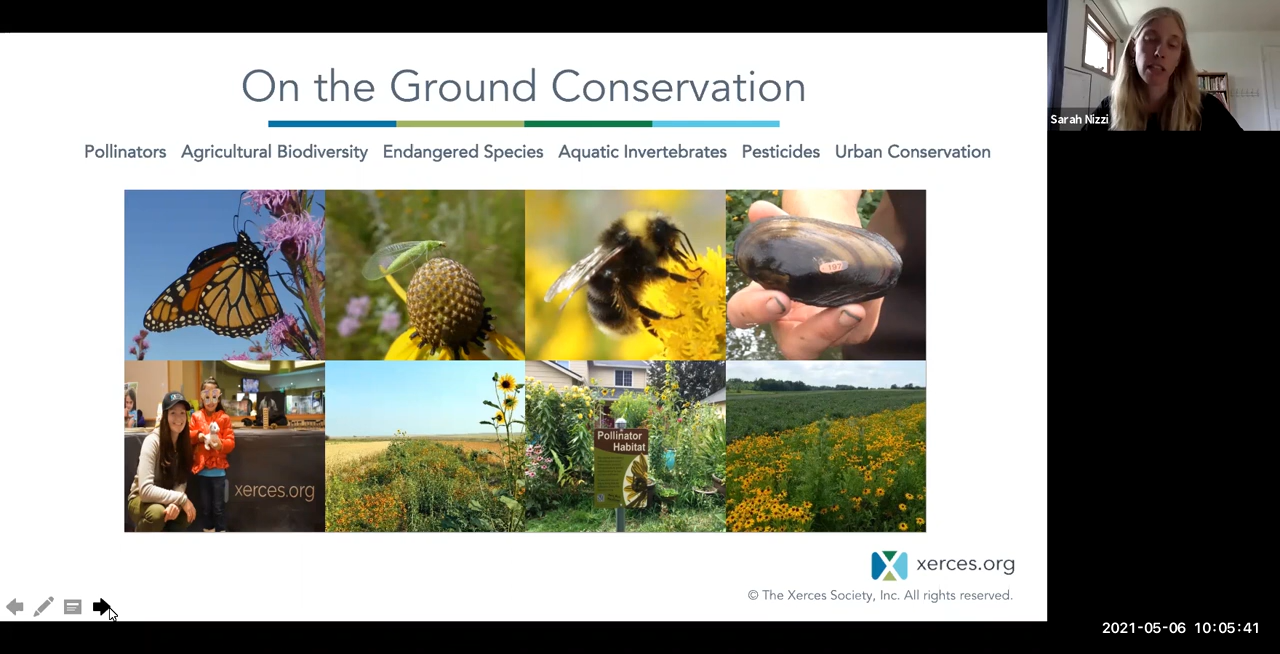 On the Ground Conservation
Pollinators Agricultural Biodiversity Endangered Species Aquatic Invertebrates Pesticides Urban Conservation
Sarah Nizzi
xerces.org
Pollinator
Habitat
xerces.org
© The Xerces Society, Inc. All rights reserved.
2021-05-06 10:05:41